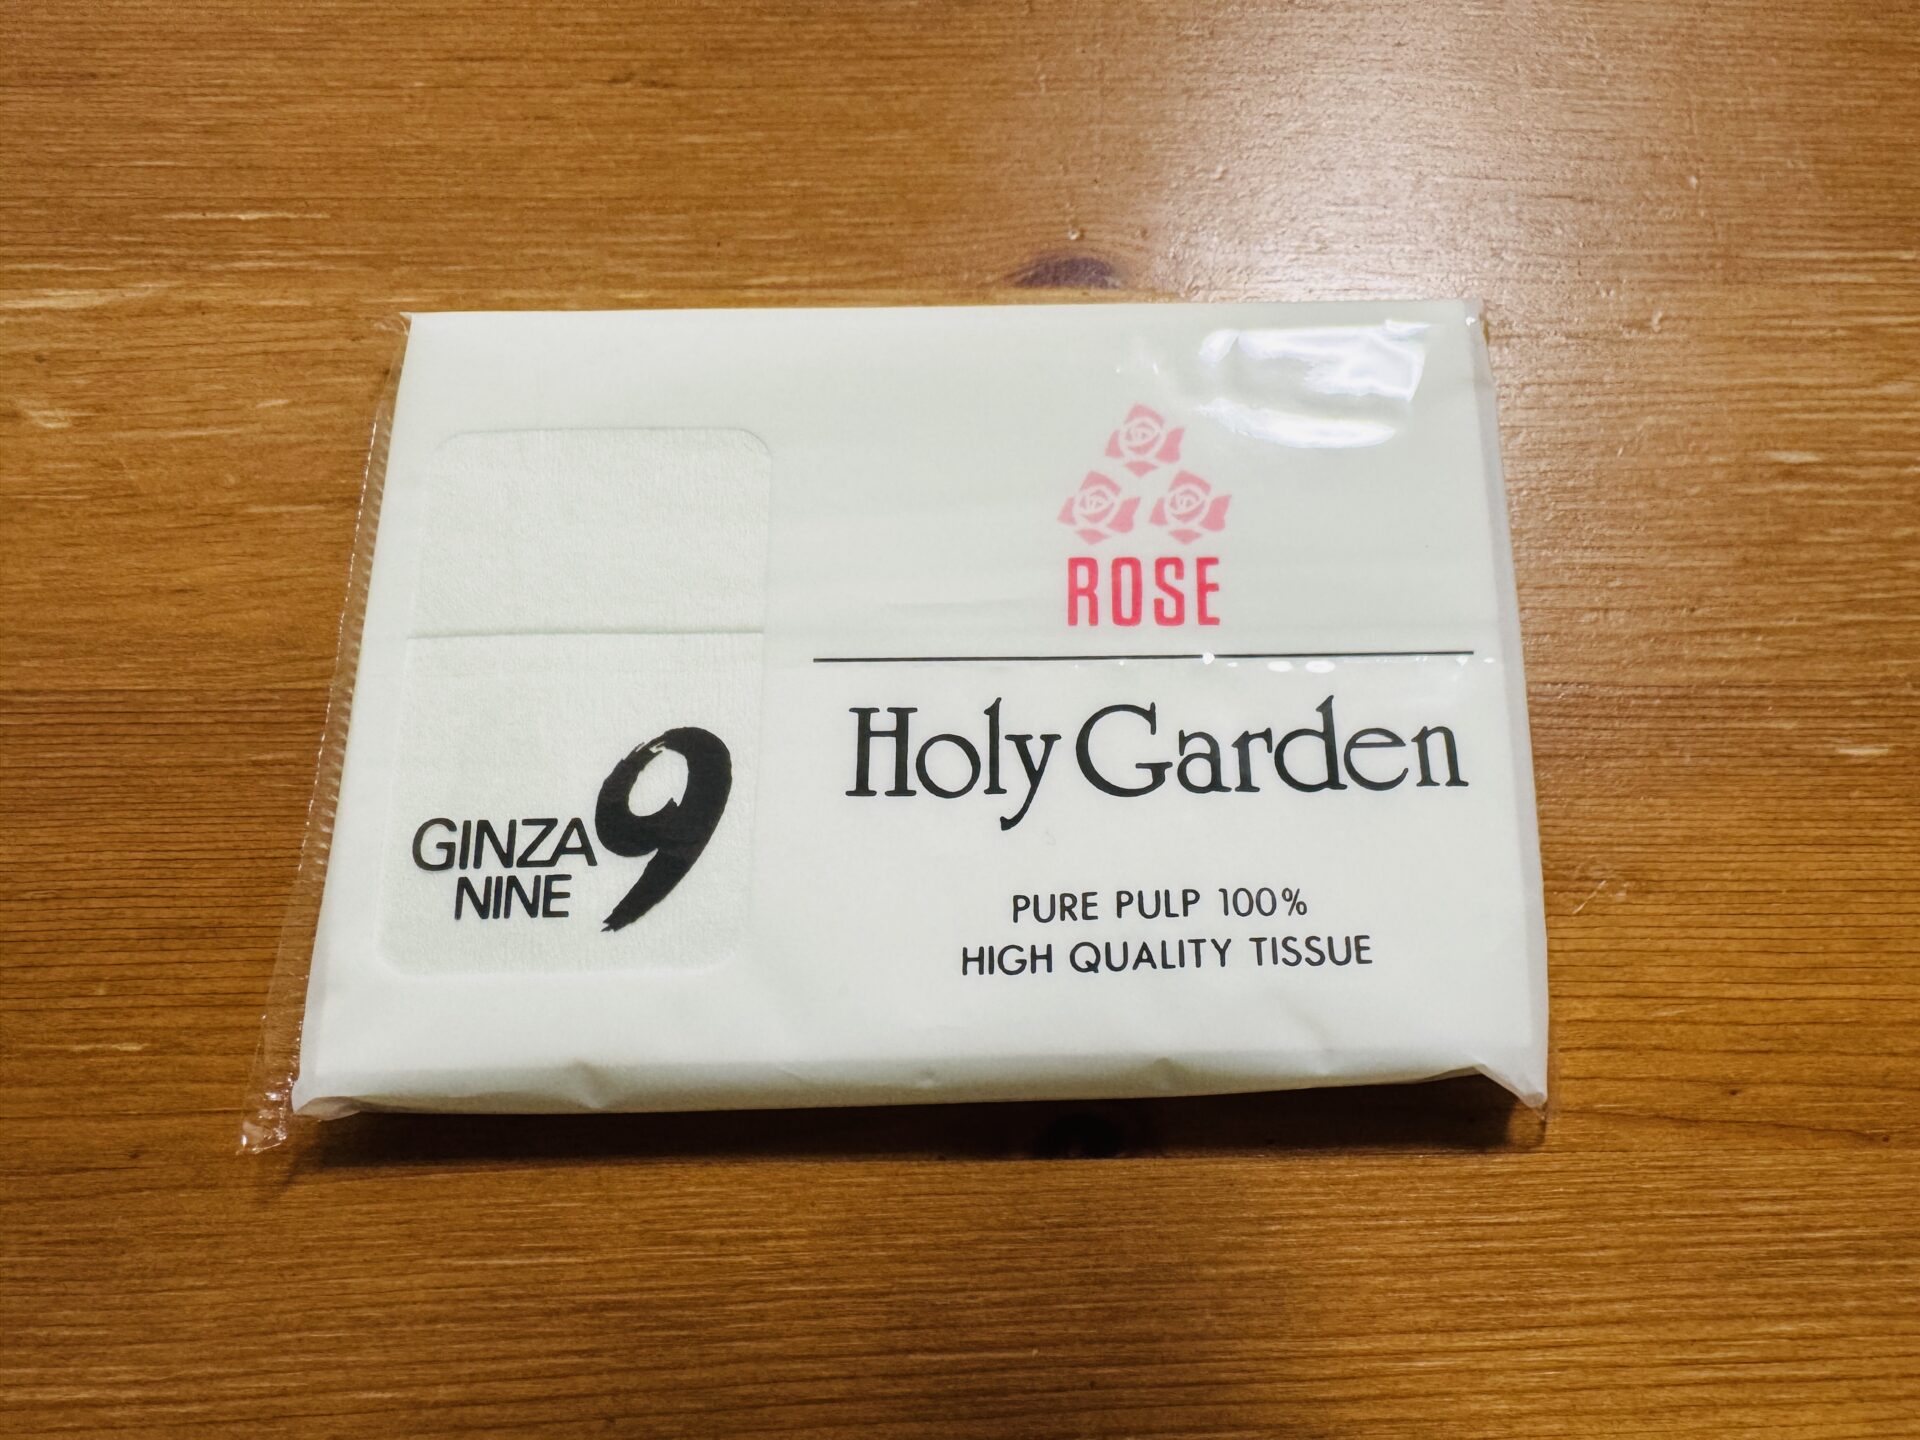 ROSE
Holy Garden
PURE PULP 100%
HIGH QUALITY TISSUE
GINZA
NINE
9